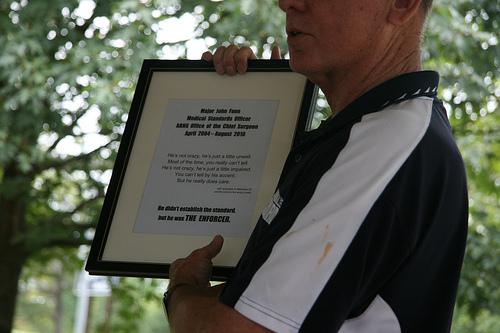 Major John Fenn
Medical Standards Officer
ARNG Office of the Chief Surgeon
April 2004 - August 2010
He's not crazy, he's just a little unwell.
Most of the time, you really can't tell.
He's not crazy, he's just a little impaired.
You can't tell by his accent,
But he really does care.
He didn't establish the standard,
but he was THE ENFORCER.